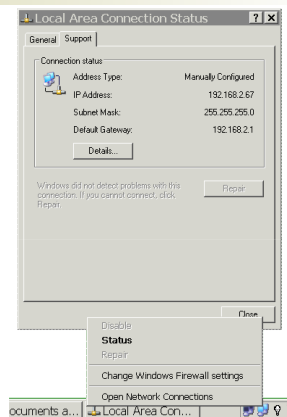 Local Area Connection Status
General Support
Connection status
Address Type: Manually Configured
IP Address: 192.168.2.67
Subnet Mask: 255.255.255.0
Default Gateway: 192.168.2.1
Details...
Windows did not detect problems with this
connection. If you cannot connect, click
Repair.
Repair
Close
Disable
Status
Repair
Change Windows Firewall settings
Open Network Connections
ocuments a... Local Area Con...